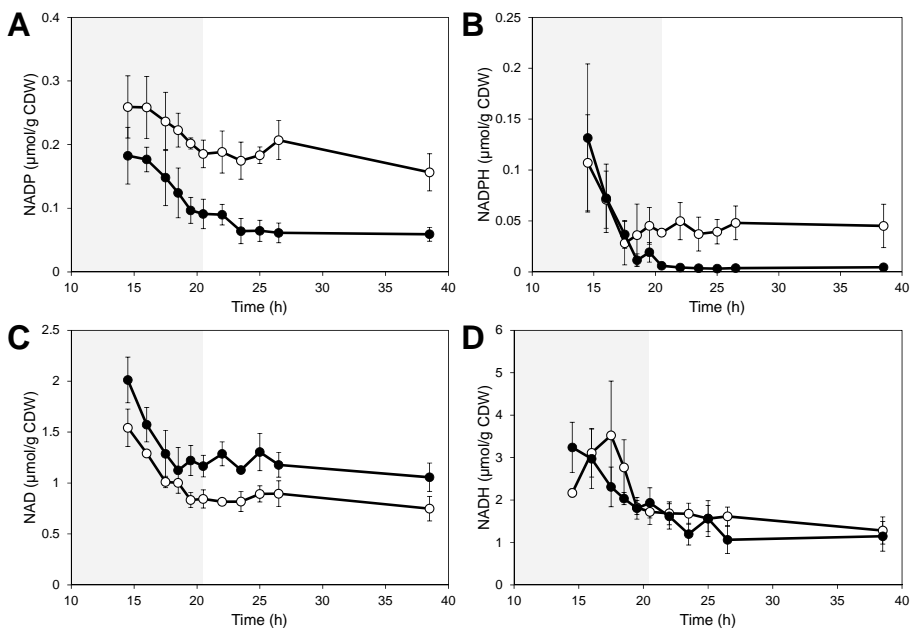 A
NADP (µmol/g CDW)
0.4
0.3
0.2
0.1
0
10 15 20 25 30 35 40
Time (h)
B
NADPH (µmol/g CDW)
0.25
0.2
0.15
0.1
0.05
0
10 15 20 25 30 35 40
Time (h)
C
NAD (µmol/g CDW)
2.5
2
1.5
1
0.5
0
10 15 20 25 30 35 40
Time (h)
D
NADH (µmol/g CDW)
6
5
4
3
2
1
0
10 15 20 25 30 35 40
Time (h)